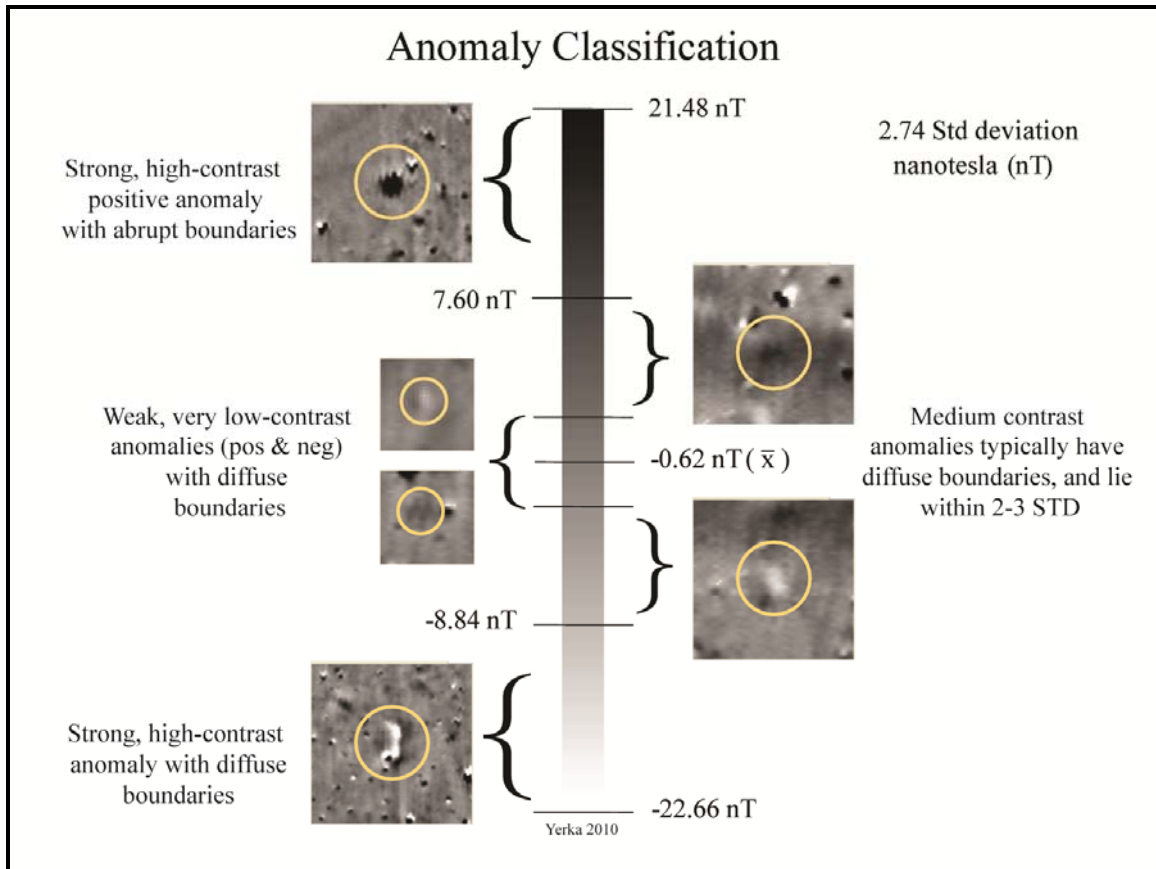 Anomaly Classification
21.48 nT
2.74 Std deviation
nanotesla (nT)
Strong, high-contrast
positive anomaly
with abrupt boundaries
7.60 nT
Weak, very low-contrast
anomalies (pos & neg)
with diffuse
boundaries
-0.62 nT ( x̄ )
Medium contrast
anomalies typically have
diffuse boundaries, and lie
within 2-3 STD
-8.84 nT
Strong, high-contrast
anomaly with diffuse
boundaries
-22.66 nT
Yerka 2010